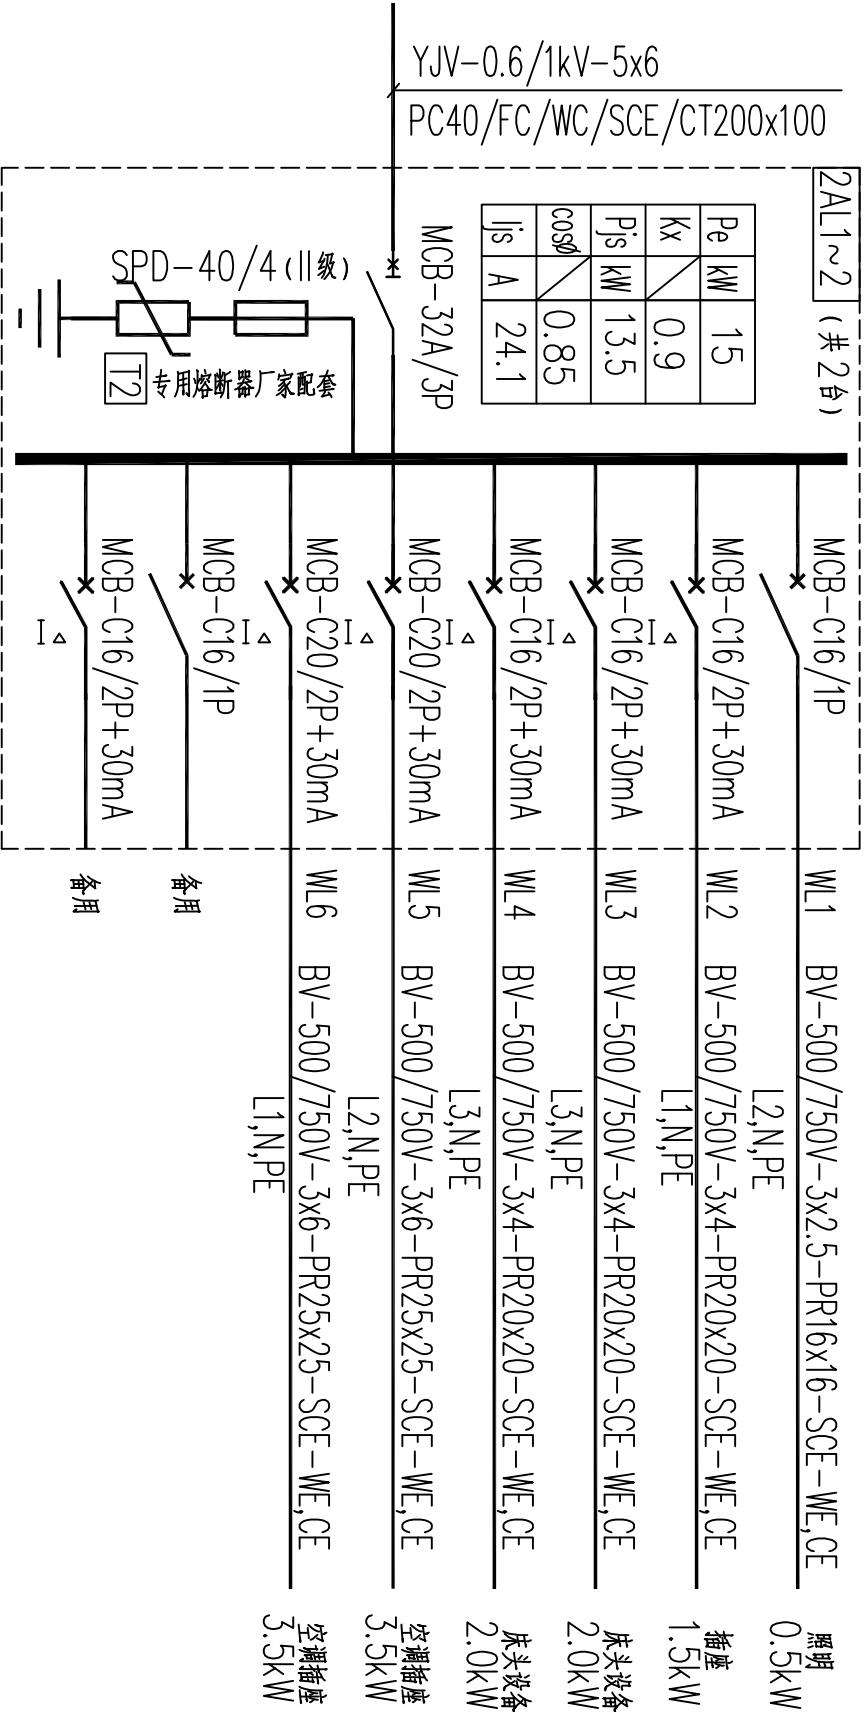 YJV-0.6/1kV-5x6
PC40/FC/WC/SCE/CT200x100
2AL1~2 (共2台)
Pe kW 15
Kx 0.9
Pjs kW 13.5
cosø 0.85
Ijs A 24.1
MCB-32A/3P
SPD-40/4(II级)
T2 专用熔断器厂家配套
MCB-C16/1P
WL1
BV-500/750V-3x2.5-PR16x16-SCE-WE,CE
L2,N,PE
照明
0.5kW
MCB-C16/2P+30mA
I△
WL2
BV-500/750V-3x4-PR20x20-SCE-WE,CE
L1,N,PE
插座
1.5kW
MCB-C16/2P+30mA
I△
WL3
BV-500/750V-3x4-PR20x20-SCE-WE,CE
L3,N,PE
床头设备
2.0kW
MCB-C16/2P+30mA
I△
WL4
BV-500/750V-3x4-PR20x20-SCE-WE,CE
L3,N,PE
床头设备
2.0kW
MCB-C20/2P+30mA
I△
WL5
BV-500/750V-3x6-PR25x25-SCE-WE,CE
L2,N,PE
空调插座
3.5kW
MCB-C20/2P+30mA
I△
WL6
BV-500/750V-3x6-PR25x25-SCE-WE,CE
L1,N,PE
空调插座
3.5kW
MCB-C16/1P
备用
MCB-C16/2P+30mA
I△
备用